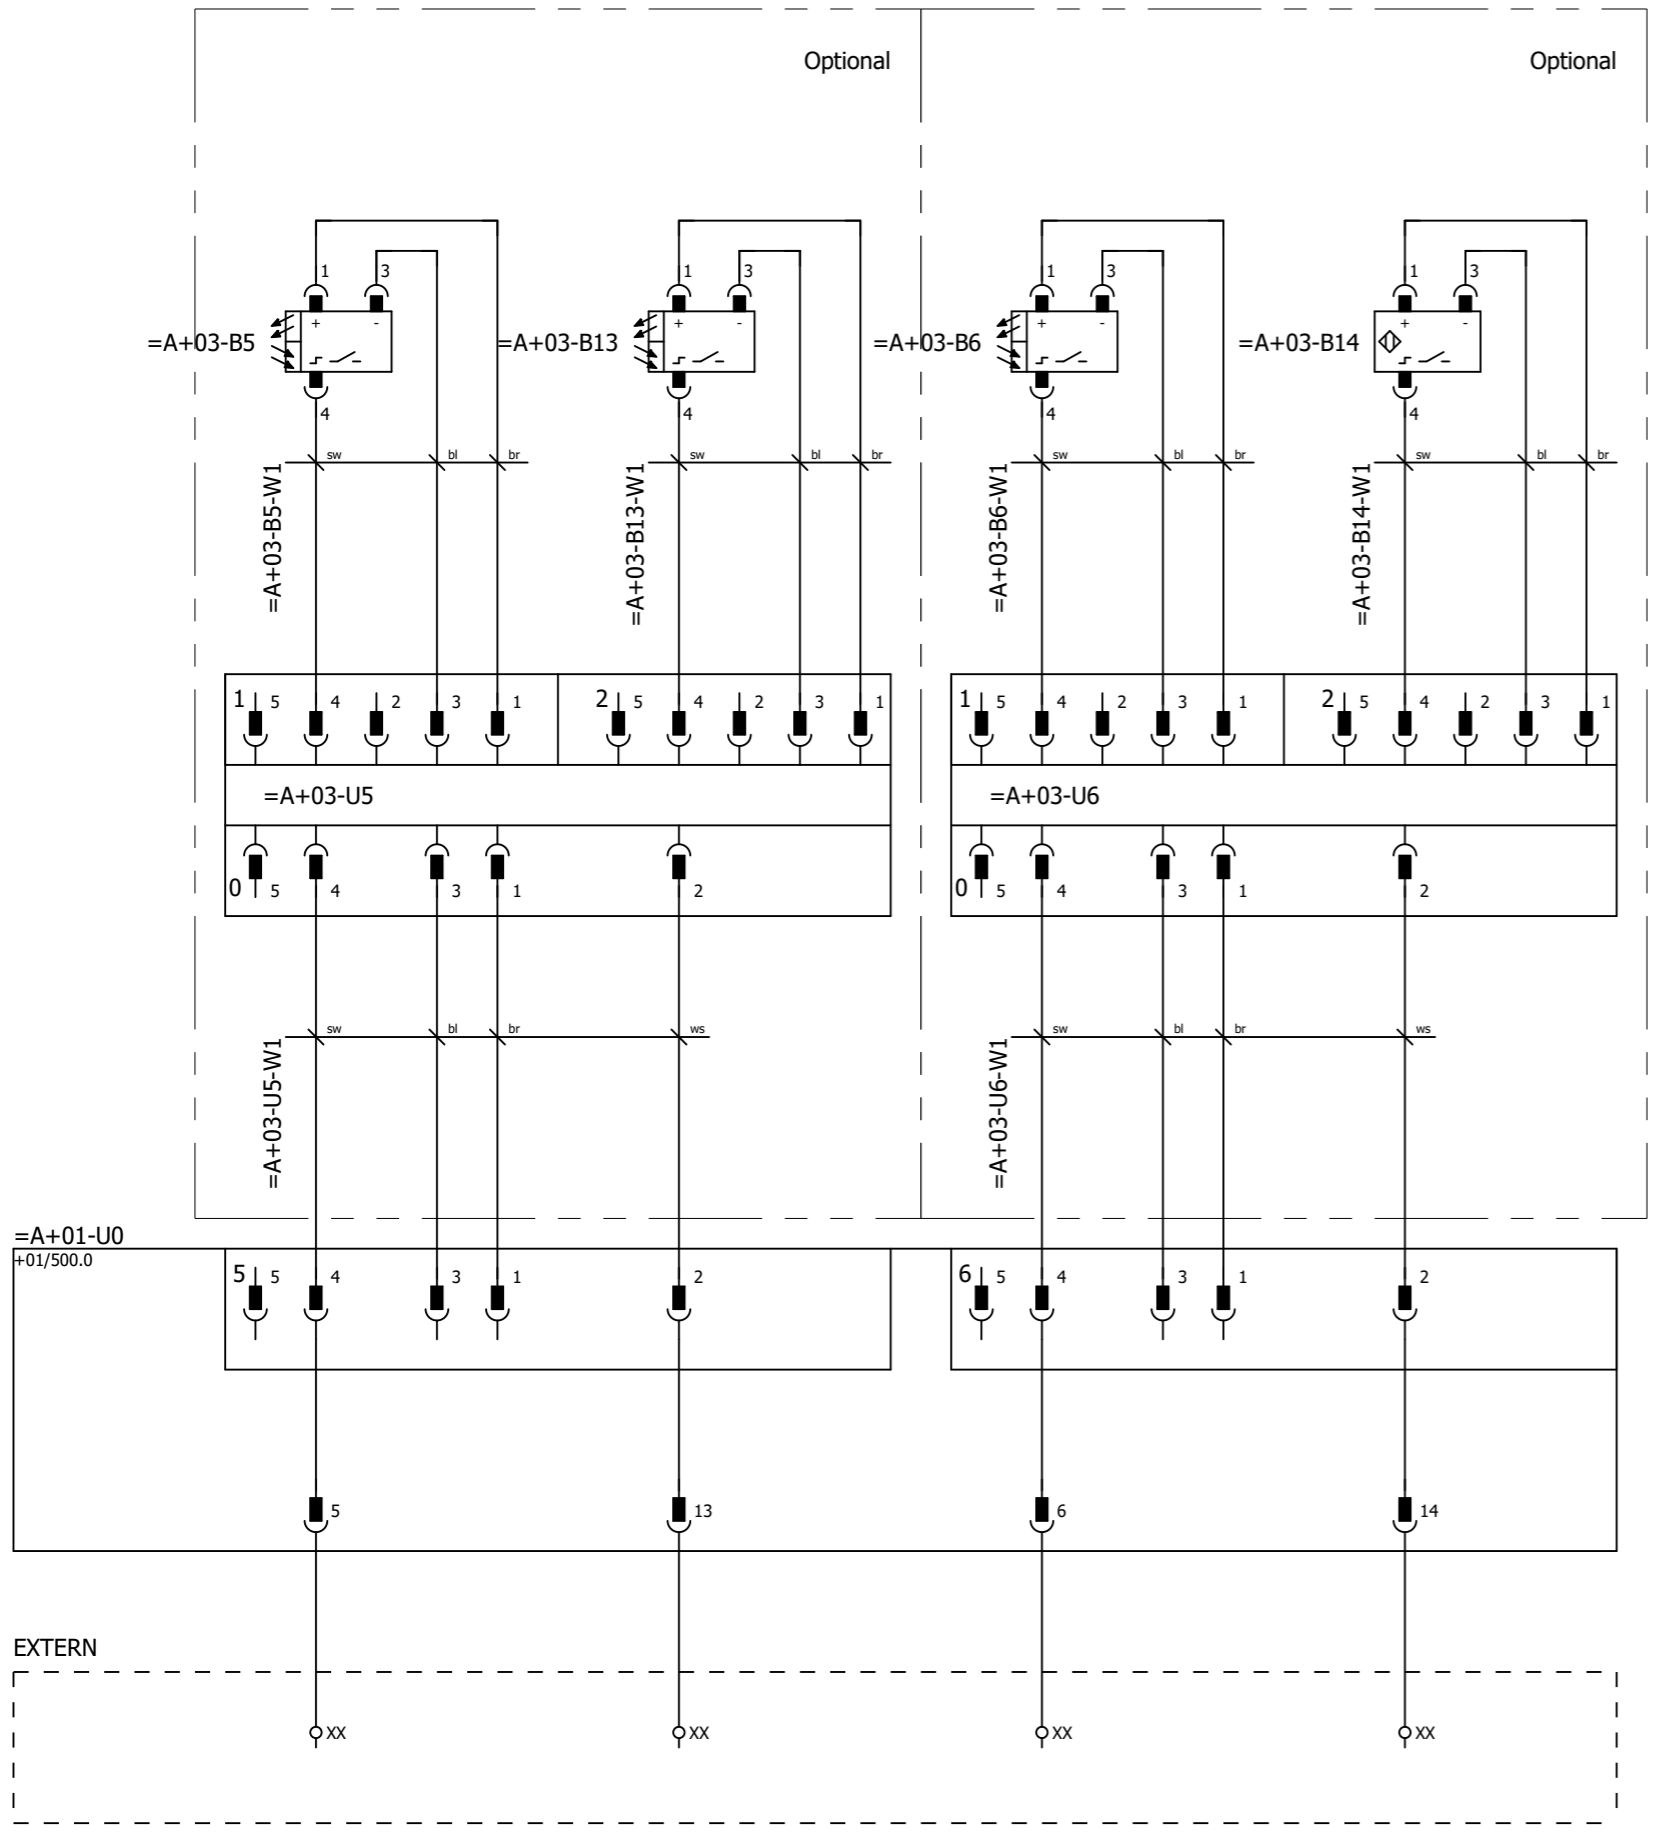 Optional Optional
1 3 1 3 1 3 1 3
=A+03-B5 + - =A+03-B13 + - =A+03-B6 + - =A+03-B14 + -
4 4 4 4
sw bl br sw bl br sw bl br sw bl br
=A+03-B5-W1
=A+03-B13-W1
=A+03-B6-W1
=A+03-B14-W1
1 5 4 2 3 1 2 5 4 2 3 1 1 5 4 2 3 1 2 5 4 2 3 1
=A+03-U5 =A+03-U6
0 5 4 3 1 2 0 5 4 3 1 2
sw bl br ws sw bl br ws
=A+03-U5-W1
=A+03-U6-W1
=A+01-U0
+01/500.0
5 5 4 3 1 2 6 5 4 3 1 2
5 13 6 14
EXTERN
XX XX XX XX